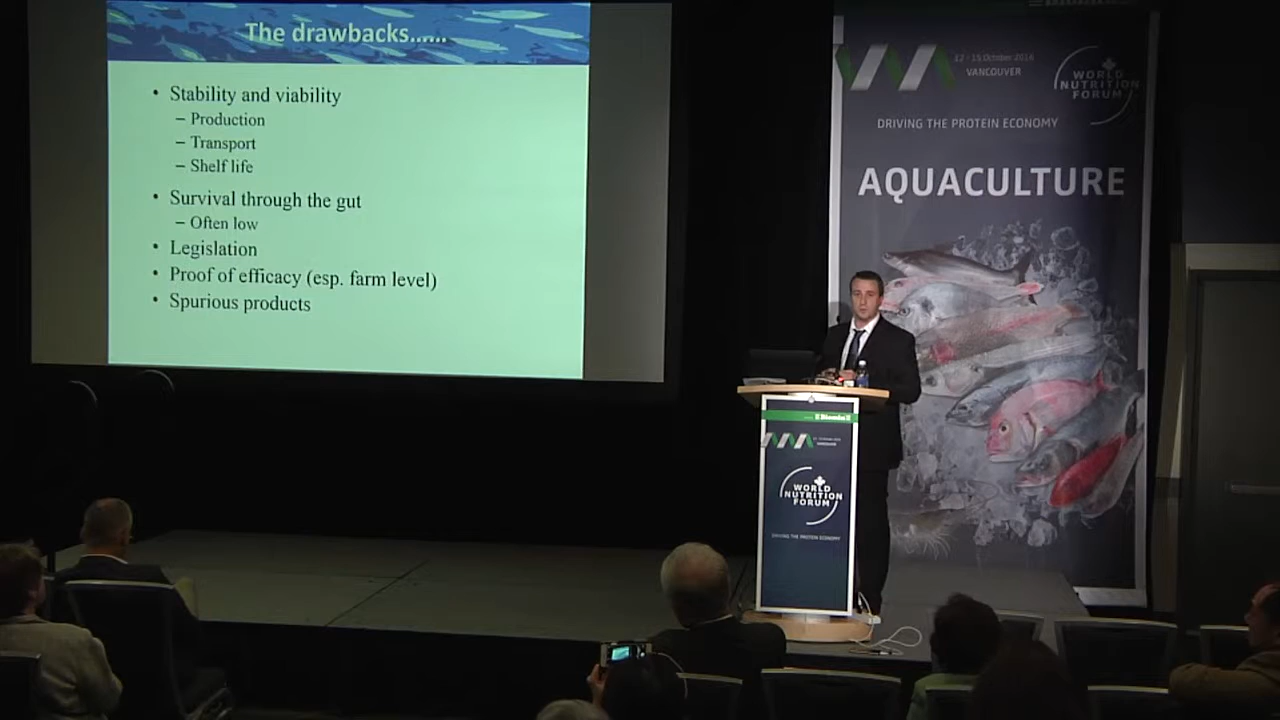 The drawbacks......
• Stability and viability
– Production
– Transport
– Shelf life
• Survival through the gut
– Often low
• Legislation
• Proof of efficacy (esp. farm level)
• Spurious products
12 - 15 October 2016
VANCOUVER
WORLD
NUTRITION
FORUM
DRIVING THE PROTEIN ECONOMY
AQUACULTURE
VANCOUVER
WORLD
NUTRITION
FORUM
DRIVING THE PROTEIN ECONOMY